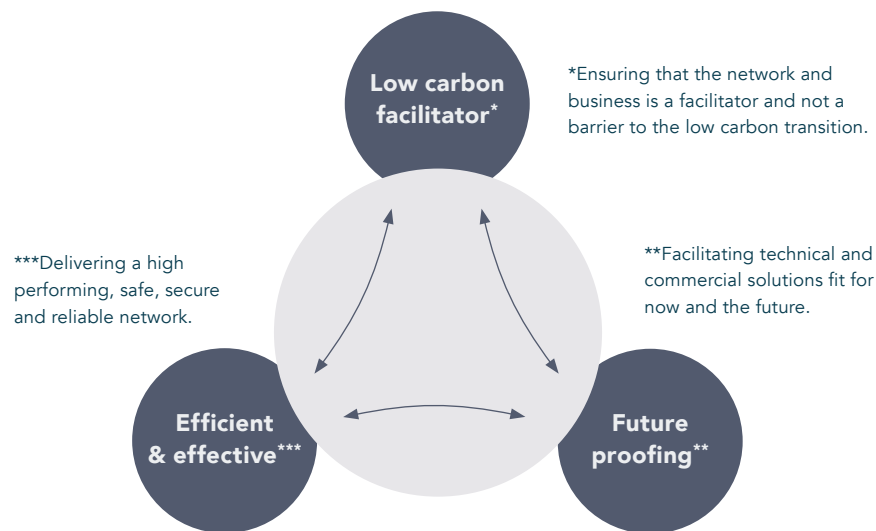 Low carbon
facilitator*
*Ensuring that the network and
business is a facilitator and not a
barrier to the low carbon transition.
***Delivering a high
performing, safe, secure
and reliable network.
**Facilitating technical and
commercial solutions fit for
now and the future.
Efficient
& effective***
Future
proofing**